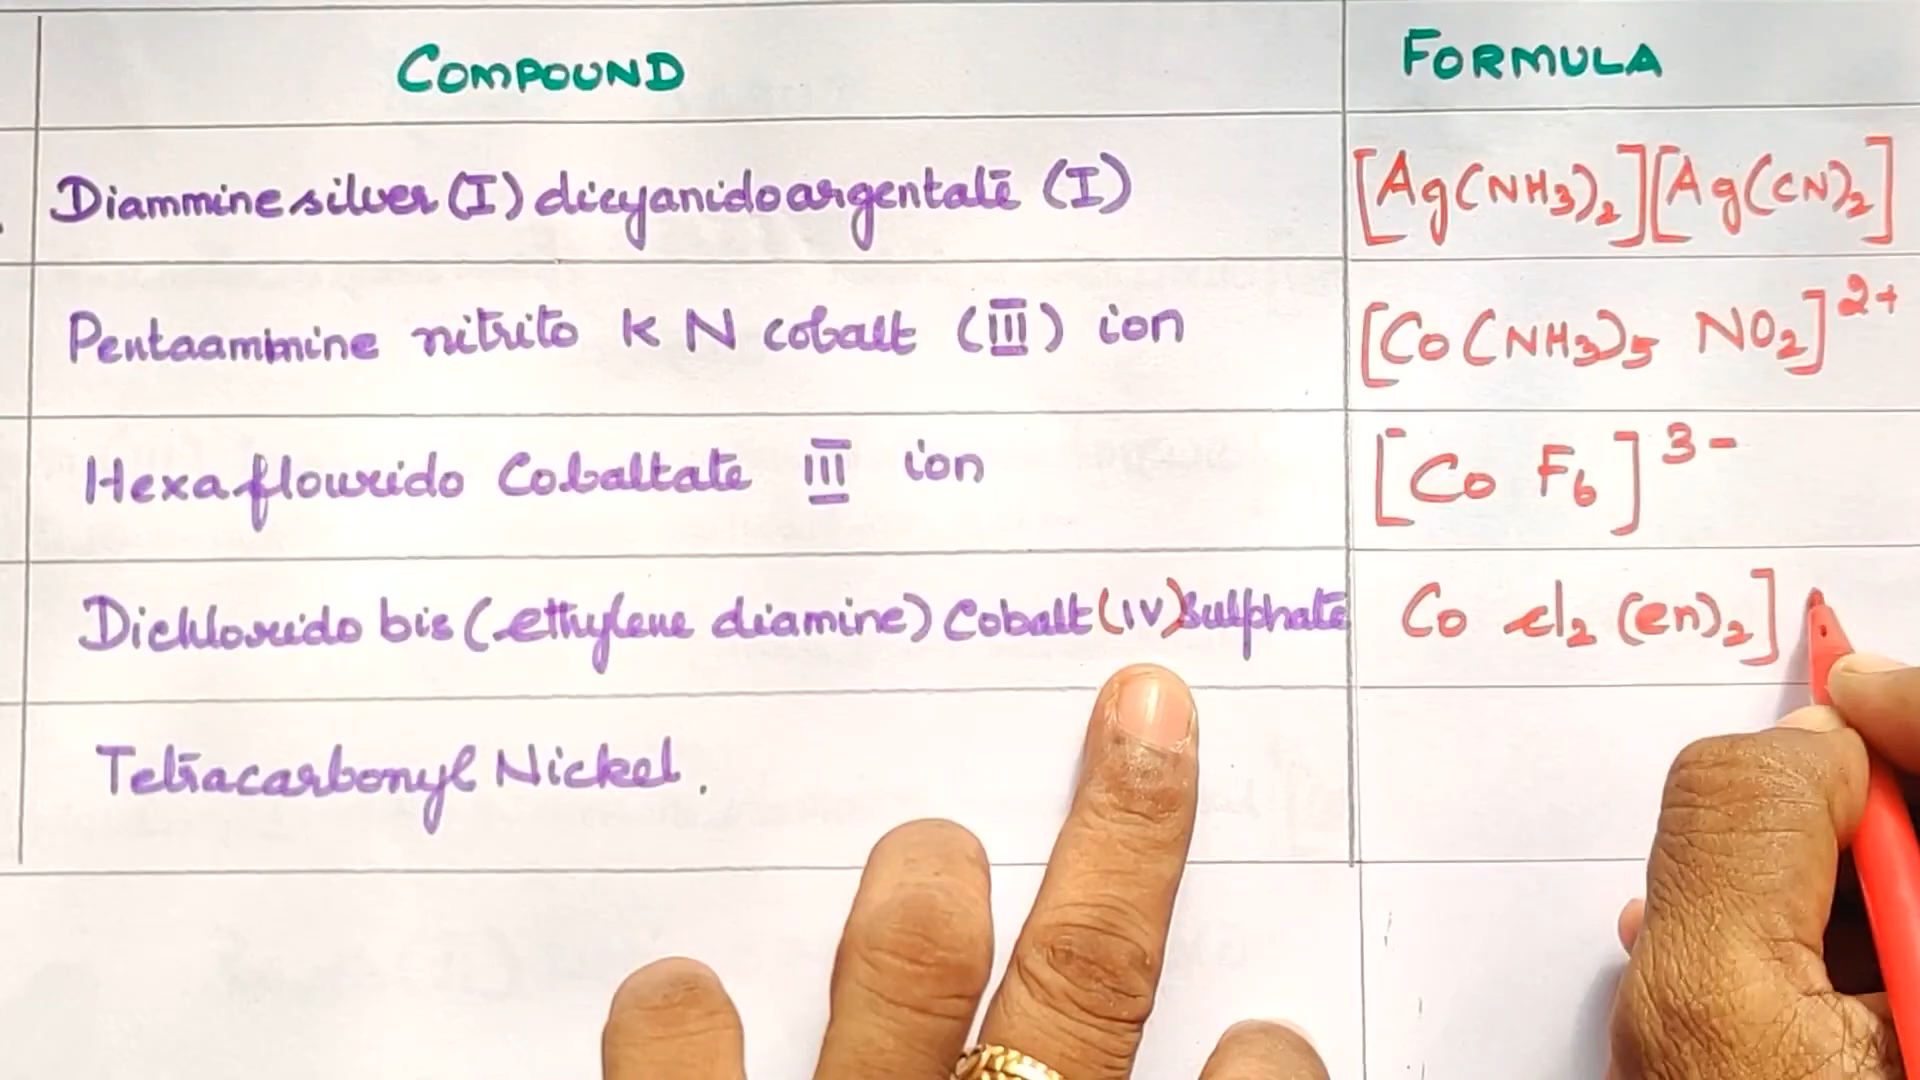 COMPOUND FORMULA
Diammine silver (I) dicyanidoargentate (I) [Ag(NH3)2][Ag(CN)2]
Pentaammine nitrito K N cobalt (III) ion [Co(NH3)5 NO2]2+
Hexaflourido Cobaltate III ion [Co F6]3-
Dichlorido bis (ethylene diamine) Cobalt (IV) Sulphate Co cl2 (en)2]
Tetracarbonyl Nickel.